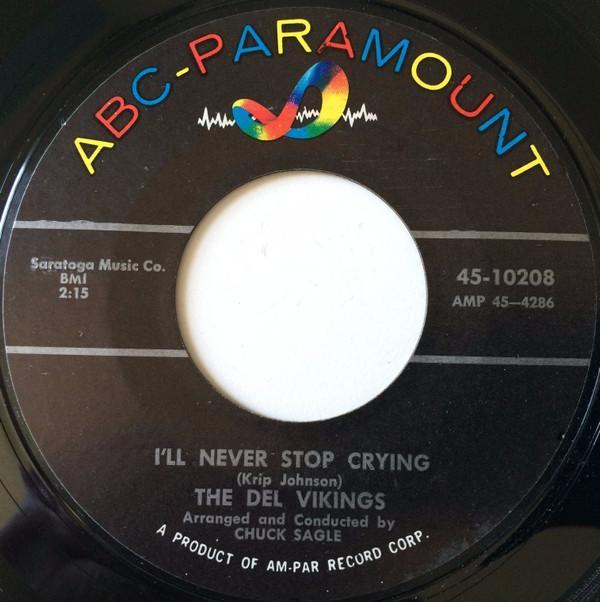 ABC-PARAMOUNT
Saratoga Music Co.
BMI
2:15
45-10208
AMP 45—4286
I'LL NEVER STOP CRYING
(Krip Johnson)
THE DEL VIKINGS
Arranged and Conducted by
CHUCK SAGLE
A PRODUCT OF AM-PAR RECORD CORP.